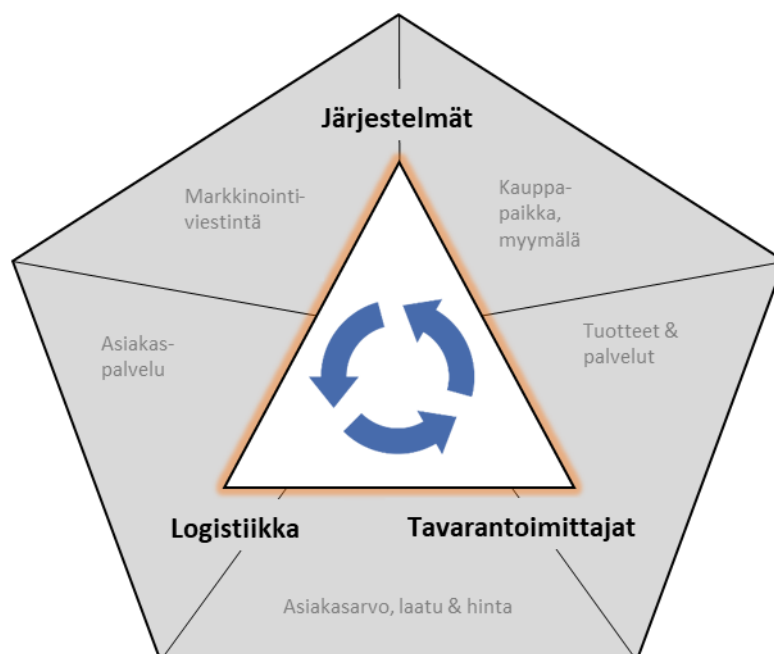 Järjestelmät
Markkinointi-
viestintä
Kauppa-
paikka,
myymälä
Asiakas-
palvelu
Tuotteet &
palvelut
Logistiikka
Tavarantoimittajat
Asiakasarvo, laatu & hinta